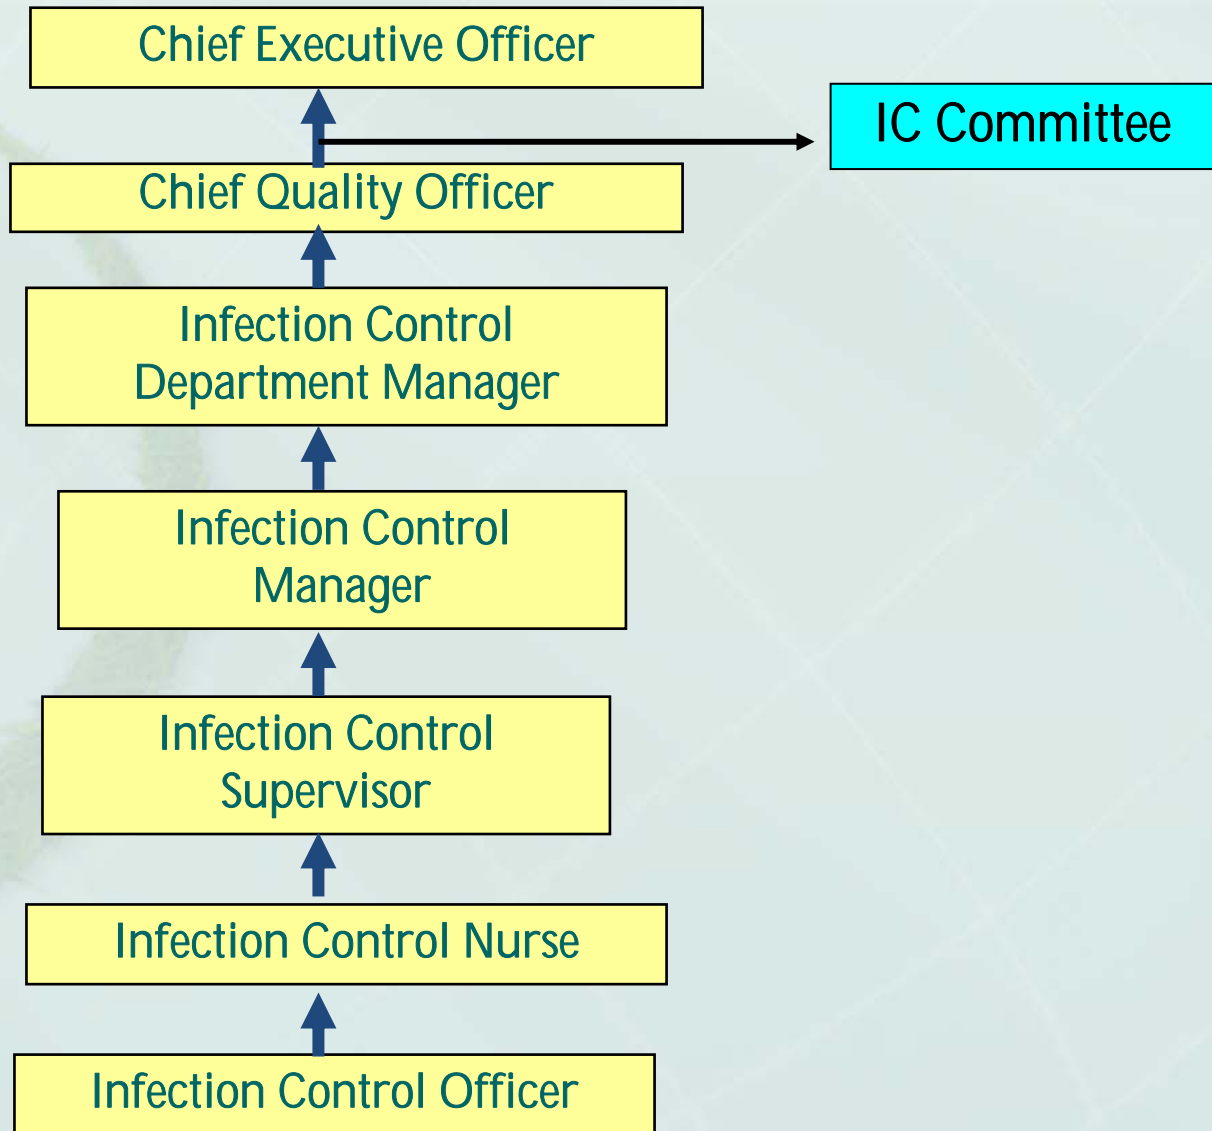 Chief Executive Officer
IC Committee
Chief Quality Officer
Infection Control
Department Manager
Infection Control
Manager
Infection Control
Supervisor
Infection Control Nurse
Infection Control Officer